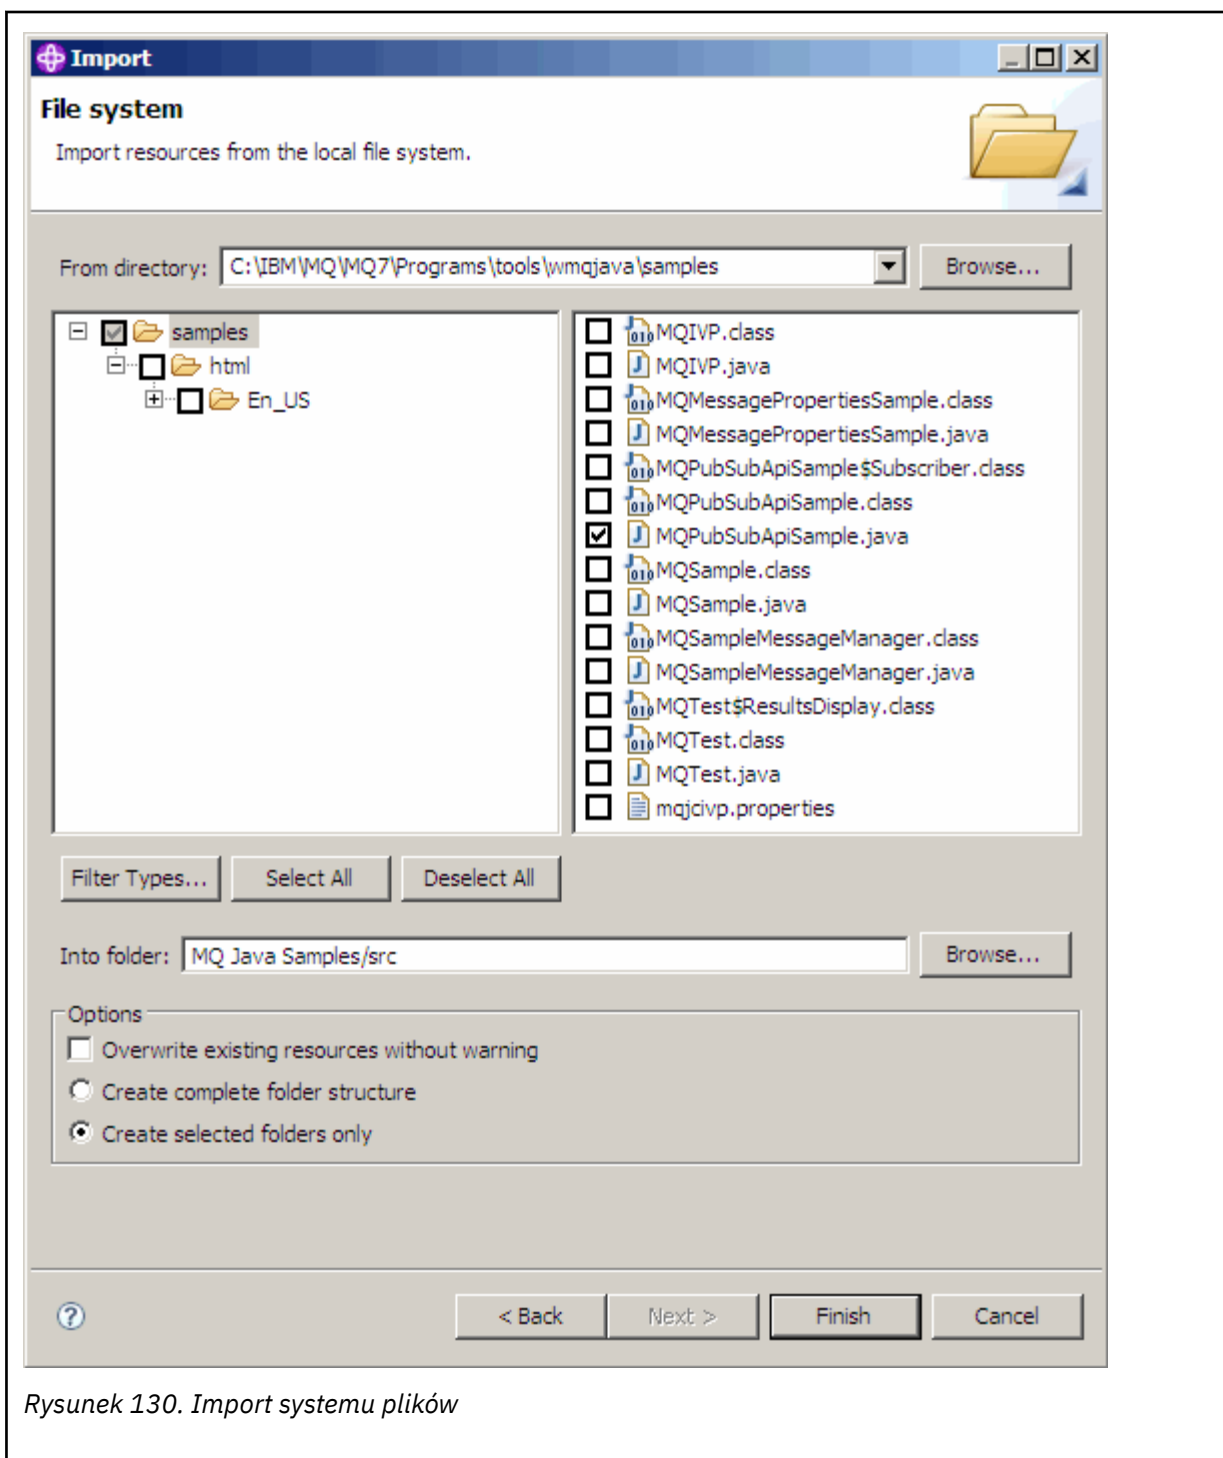 Import
File system
Import resources from the local file system.
From directory: C:\IBM\MQ\MQ7\Programs\tools\wmqjava\samples Browse...
samples
html
En_US
MQIVP.class
MQIVP.java
MQMessagePropertiesSample.class
MQMessagePropertiesSample.java
MQPubSubApiSample$Subscriber.class
MQPubSubApiSample.class
MQPubSubApiSample.java
MQSample.class
MQSample.java
MQSampleMessageManager.class
MQSampleMessageManager.java
MQTest$ResultsDisplay.class
MQTest.class
MQTest.java
mqjcivp.properties
Filter Types... Select All Deselect All
Into folder: MQ Java Samples/src Browse...
Options
Overwrite existing resources without warning
Create complete folder structure
Create selected folders only
? < Back Next > Finish Cancel
Rysunek 130. Import systemu plików